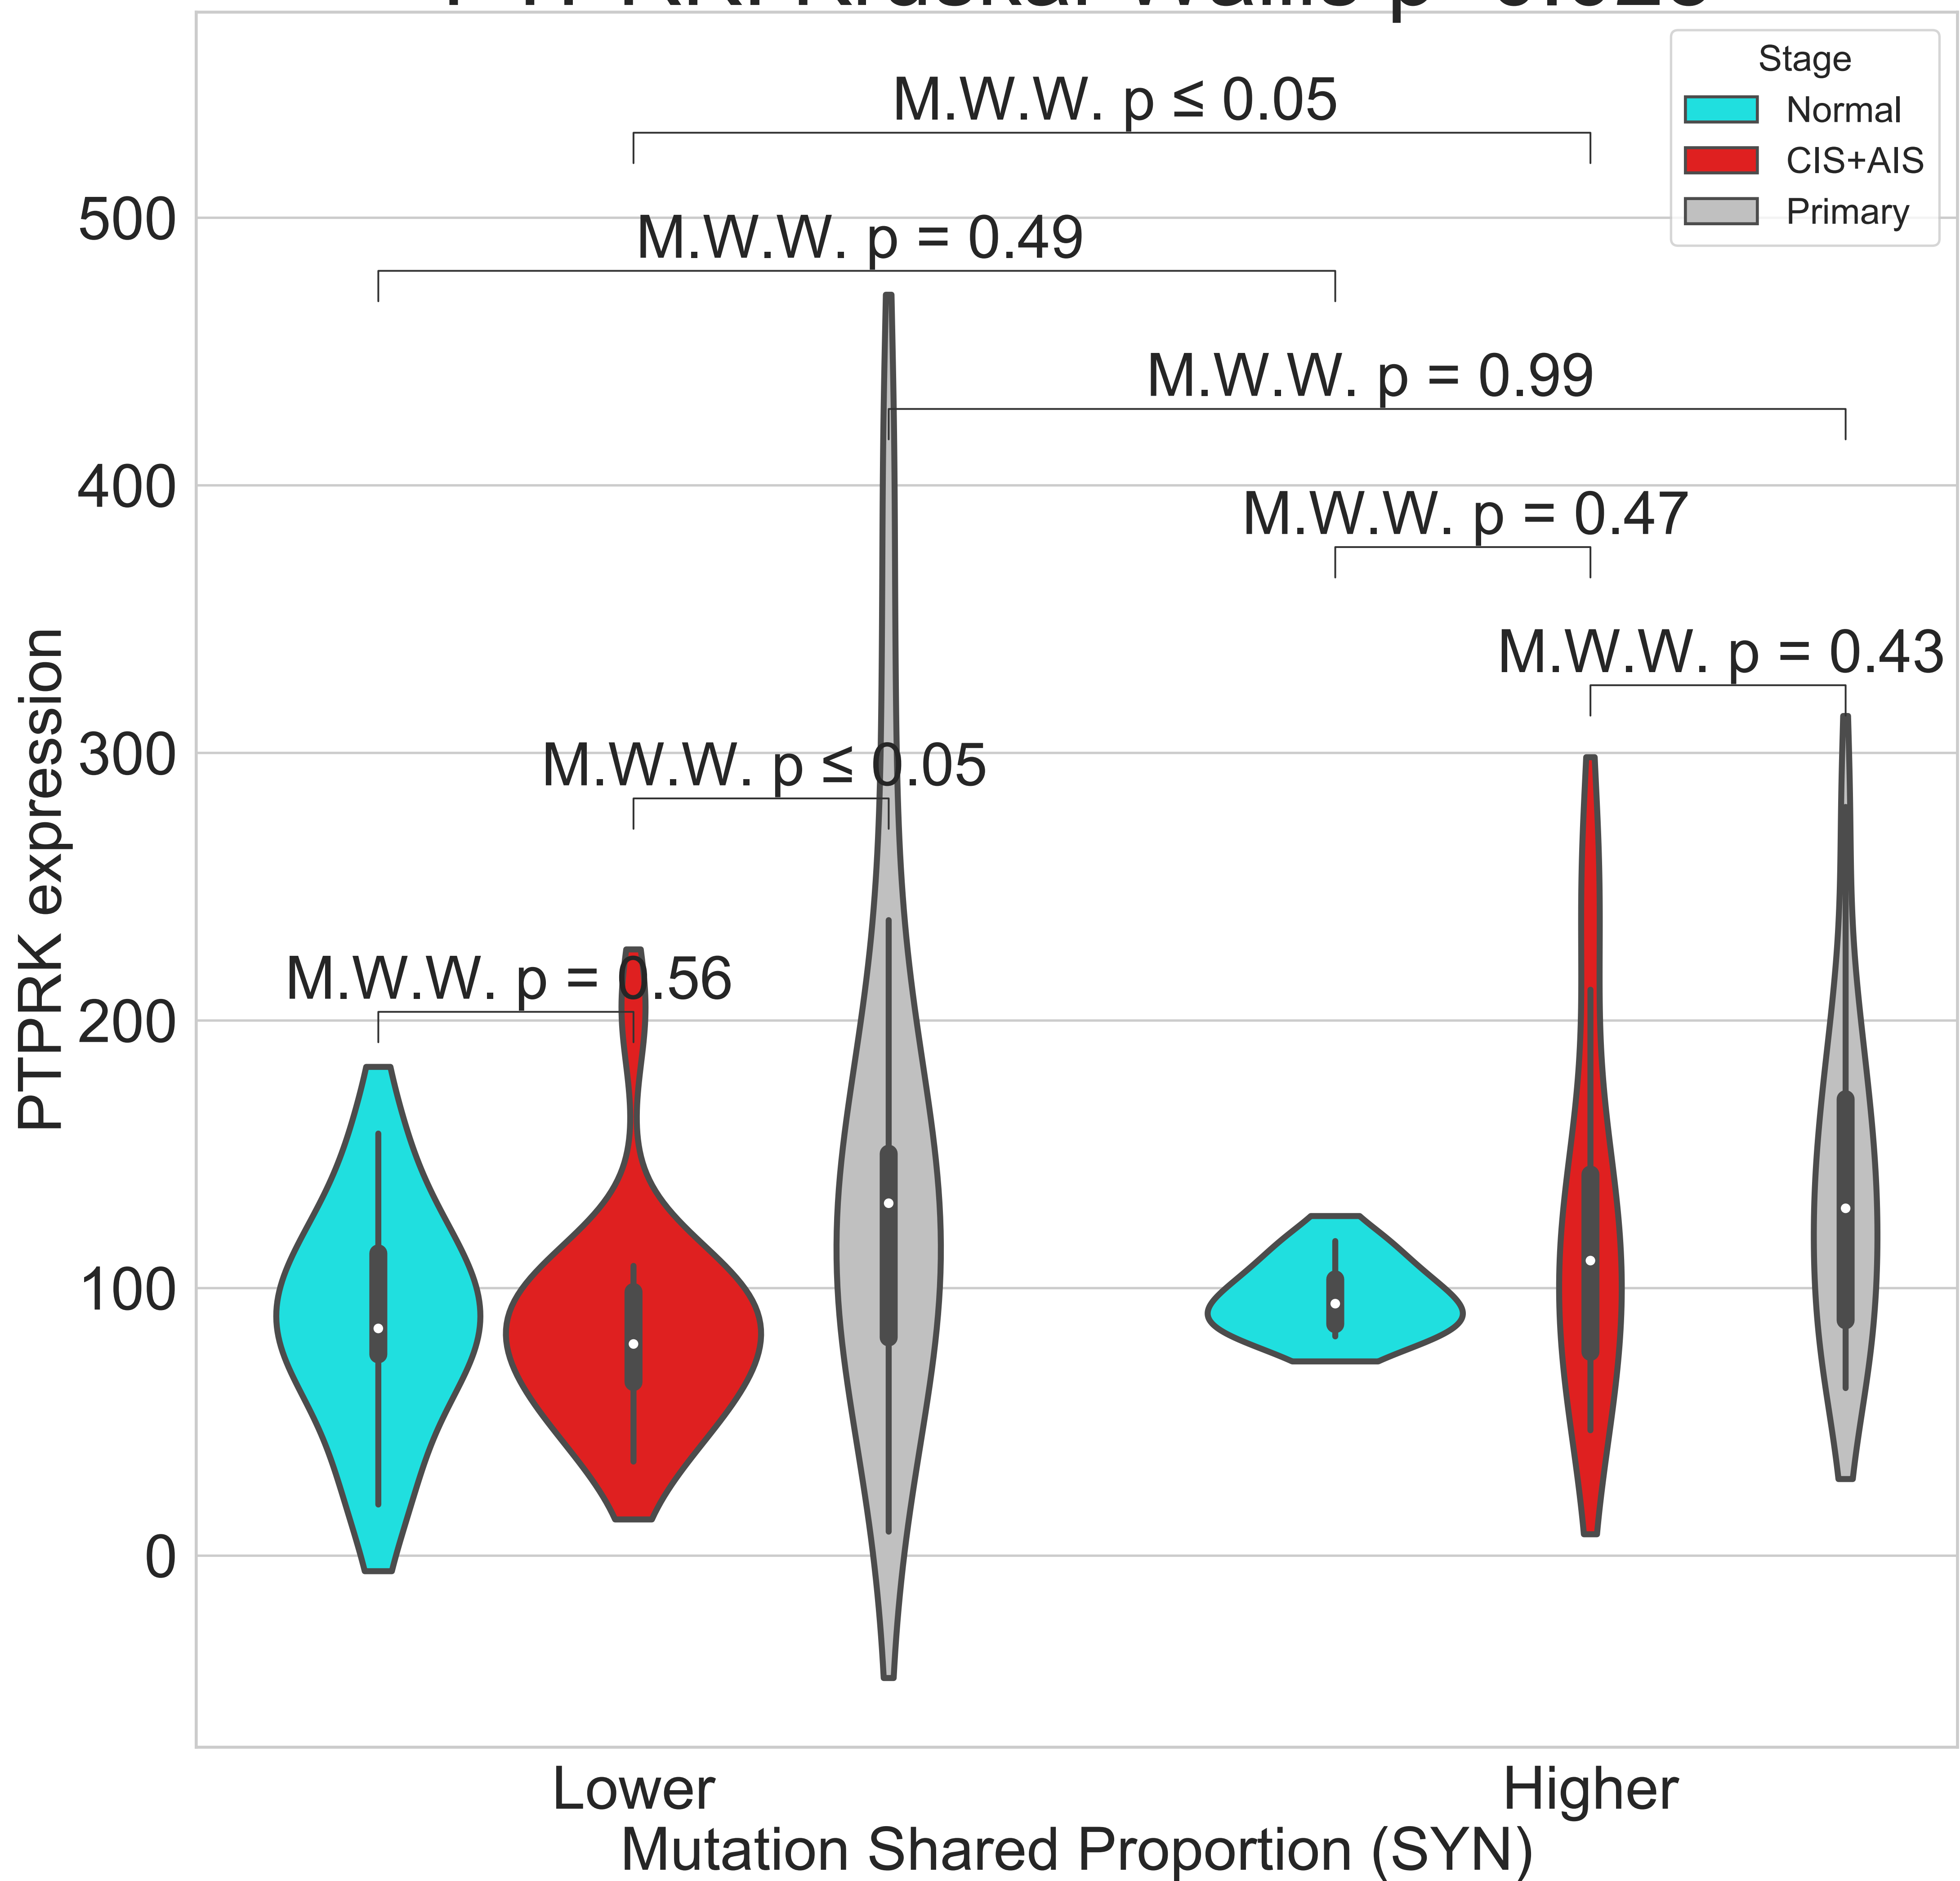 Stage
Normal
CIS+AIS
Primary
M.W.W. p ≤ 0.05
M.W.W. p = 0.49
M.W.W. p = 0.99
M.W.W. p = 0.47
M.W.W. p = 0.43
M.W.W. p ≤ 0.05
M.W.W. p = 0.56
500
400
300
200
100
0
PTPRK expression
Lower
Higher
Mutation Shared Proportion (SYN)